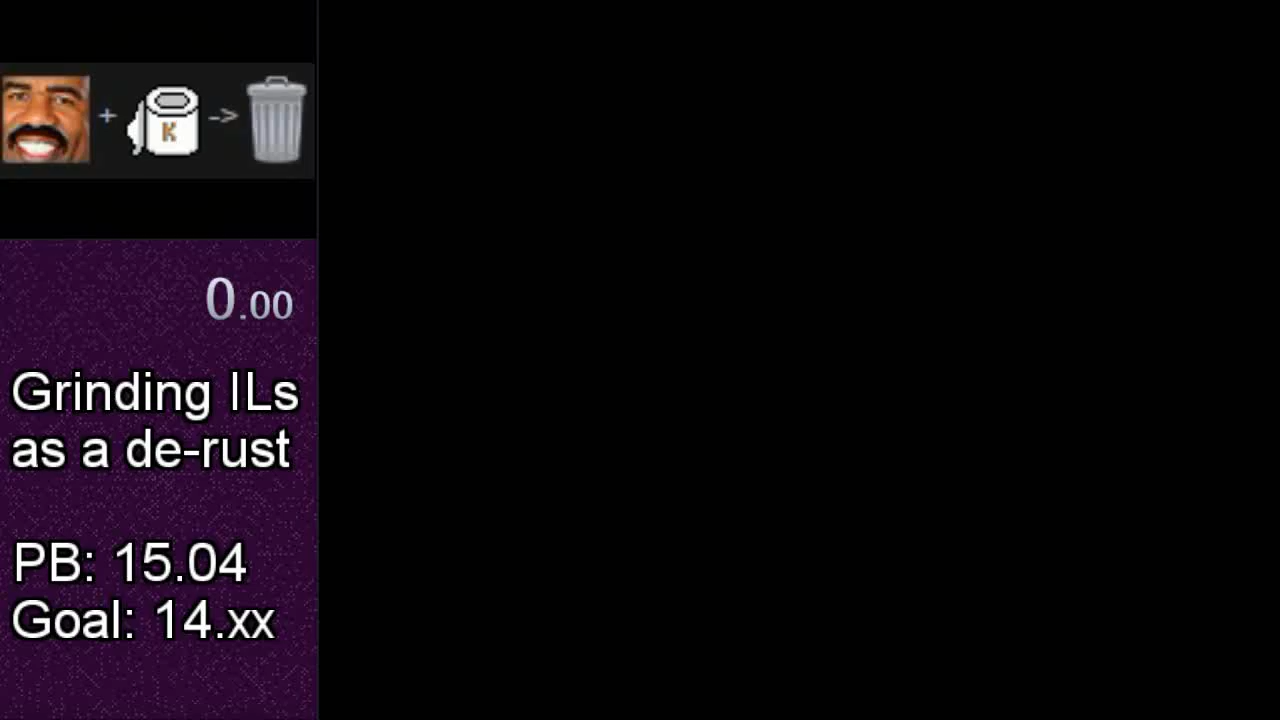 + K ->
0.00
Grinding ILs
as a de-rust
PB: 15.04
Goal: 14.xx